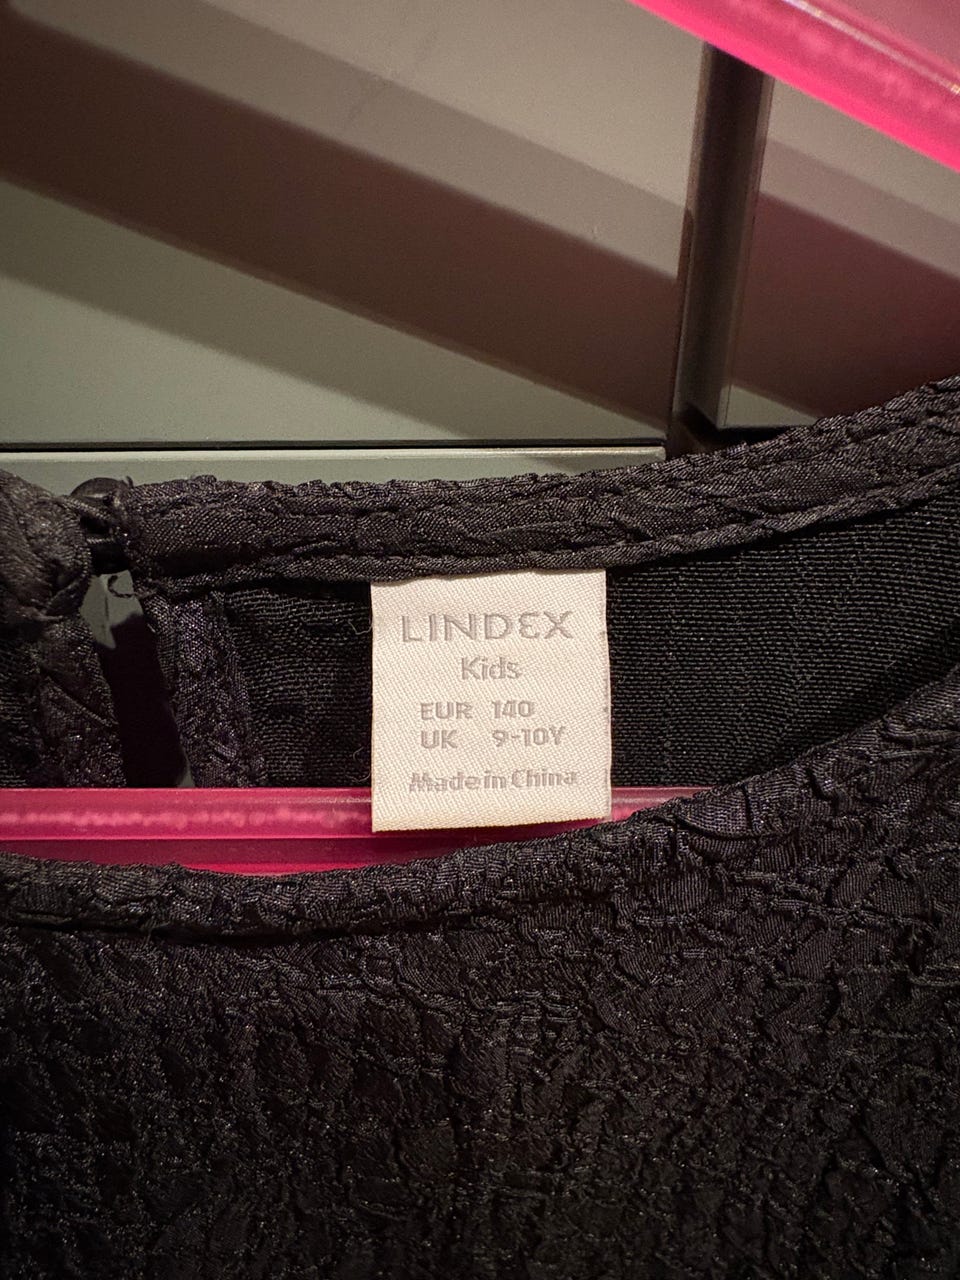 LINDEX
Kids
EUR 140
UK 9-10Y
Made in China